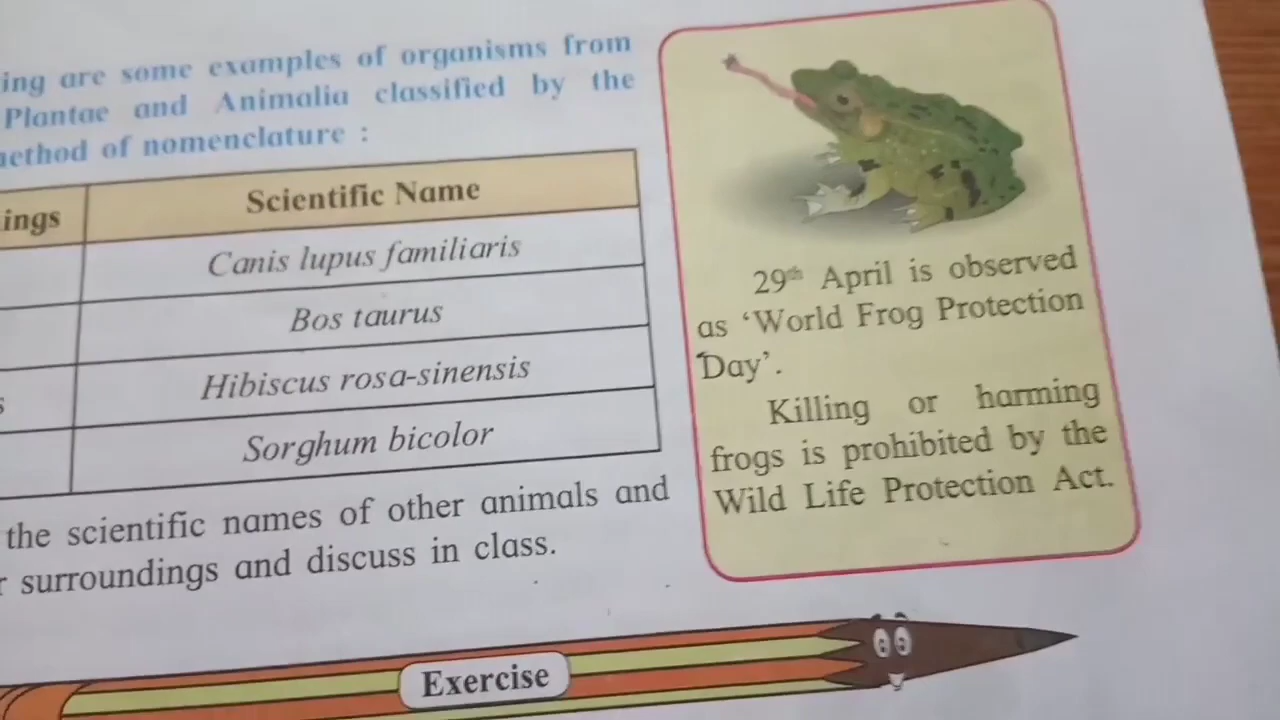 ing are some examples of organisms from
Plantae and Animalia classified by the
method of nomenclature :
ings
Scientific Name
Canis lupus familiaris
Bos taurus
s
Hibiscus rosa-sinensis
Sorghum bicolor
the scientific names of other animals and
r surroundings and discuss in class.
29th April is observed
as ‘World Frog Protection
Day’.
Killing or harming
frogs is prohibited by the
Wild Life Protection Act.
Exercise